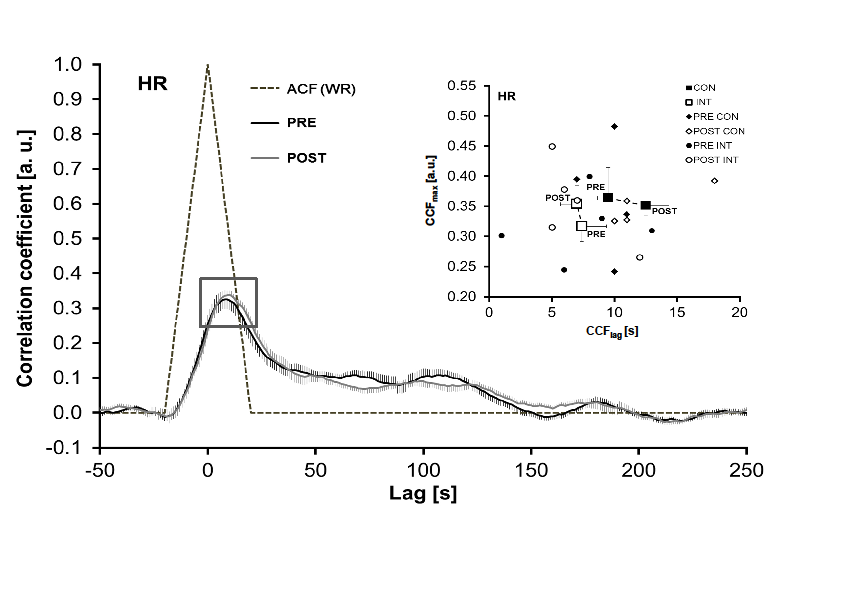 HR
ACF (WR)
PRE
POST
1.0
0.9
0.8
0.7
0.6
0.5
0.4
0.3
0.2
0.1
0.0
-0.1
Correlation coefficient [a. u.]
-50
0
50
100
150
200
250
Lag [s]
HR
0.55
0.50
0.45
0.40
0.35
0.30
0.25
0.20
CCFmax [a.u.]
0
5
10
15
20
CCFlag [s]
CON
INT
PRE CON
POST CON
PRE INT
POST INT
PRE
POST
POST
PRE